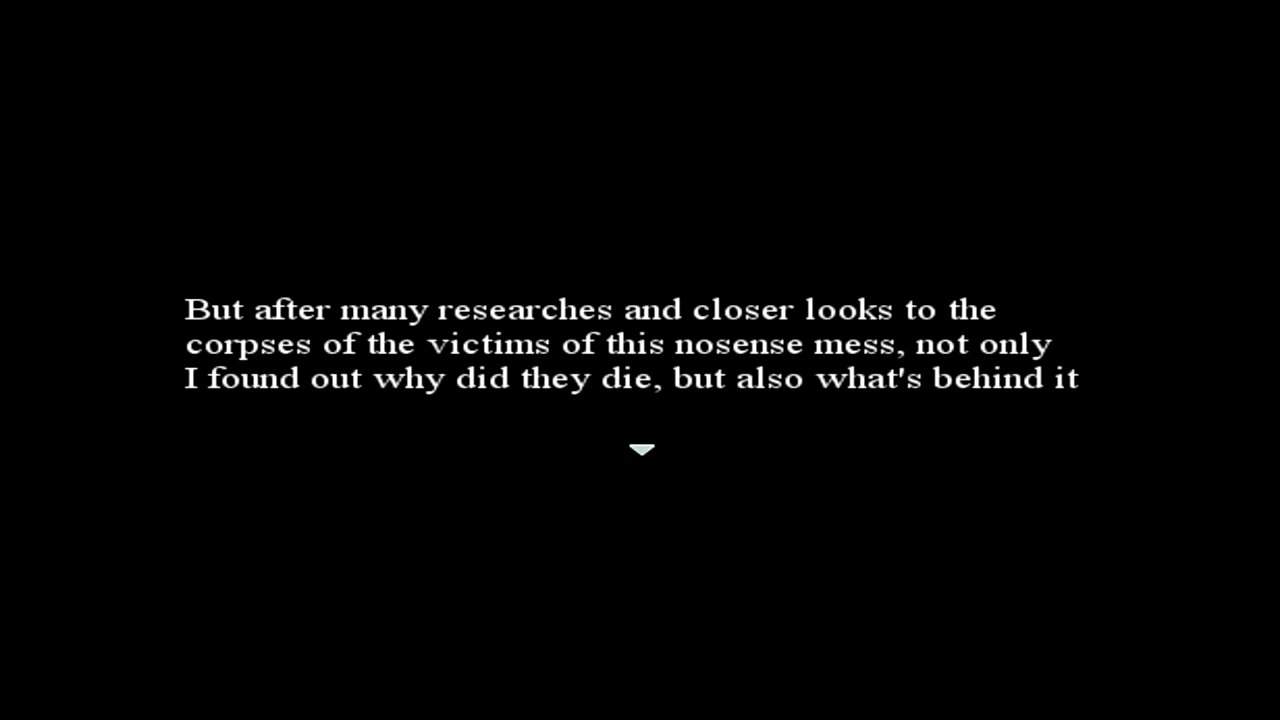 But after many researches and closer looks to the
corpses of the victims of this nosense mess, not only
I found out why did they die, but also what's behind it